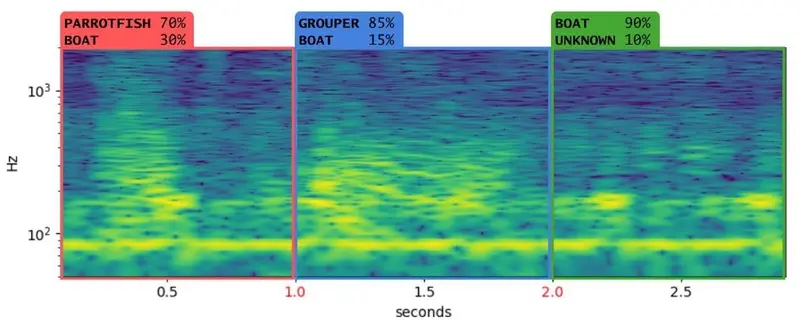 PARROTFISH 70%
BOAT 30%
GROUPER 85%
BOAT 15%
BOAT 90%
UNKNOWN 10%
10³
Hz
10²
0.5 1.0 1.5 2.0 2.5
seconds